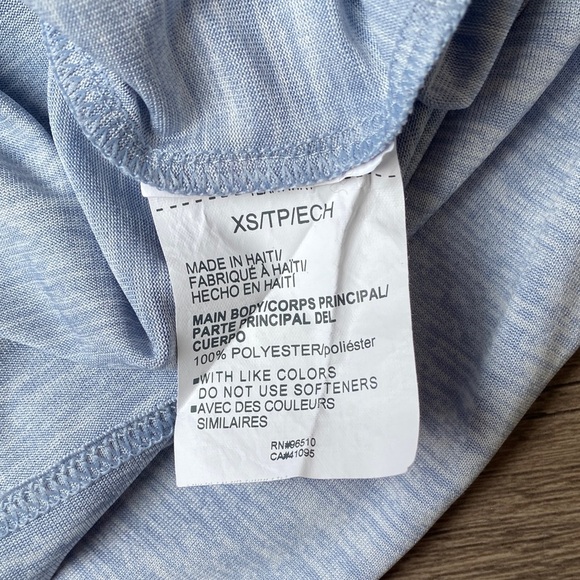 XS/TP/ECH
MADE IN HAITI/
FABRIQUÉ À HAÏTI/
HECHO EN HAITÍ
MAIN BODY/CORPS PRINCIPAL/
PARTE PRINCIPAL DEL
CUERPO
100% POLYESTER/poliéster
■WITH LIKE COLORS
DO NOT USE SOFTENERS
■AVEC DES COULEURS
SIMILAIRES
RN#96510
CA#41095